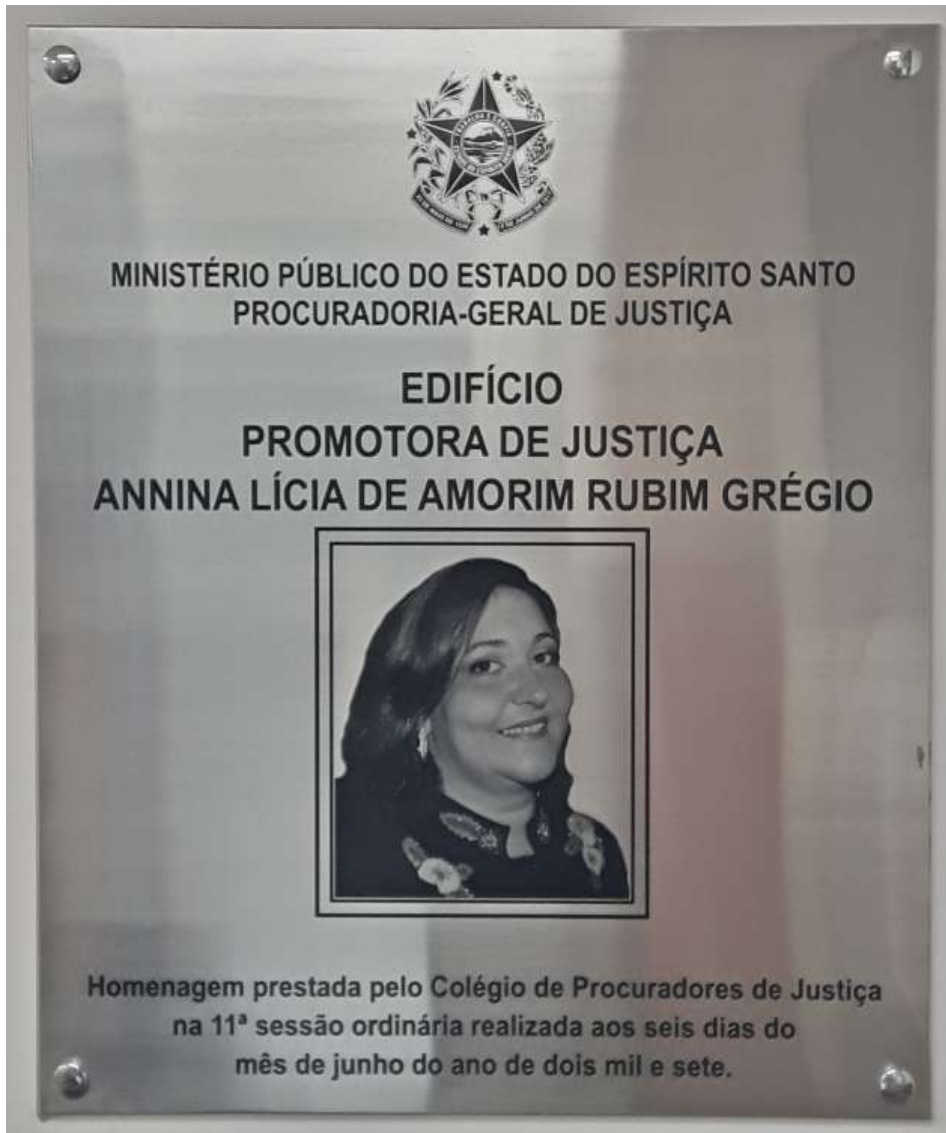 TRABALHA E CONFIA
MINISTÉRIO PÚBLICO DO ESTADO DO ESPÍRITO SANTO
PROCURADORIA-GERAL DE JUSTIÇA
EDIFÍCIO
PROMOTORA DE JUSTIÇA
ANNINA LÍCIA DE AMORIM RUBIM GRÉGIO
Homenagem prestada pelo Colégio de Procuradores de Justiça
na 11ª sessão ordinária realizada aos seis dias do
mês de junho do ano de dois mil e sete.